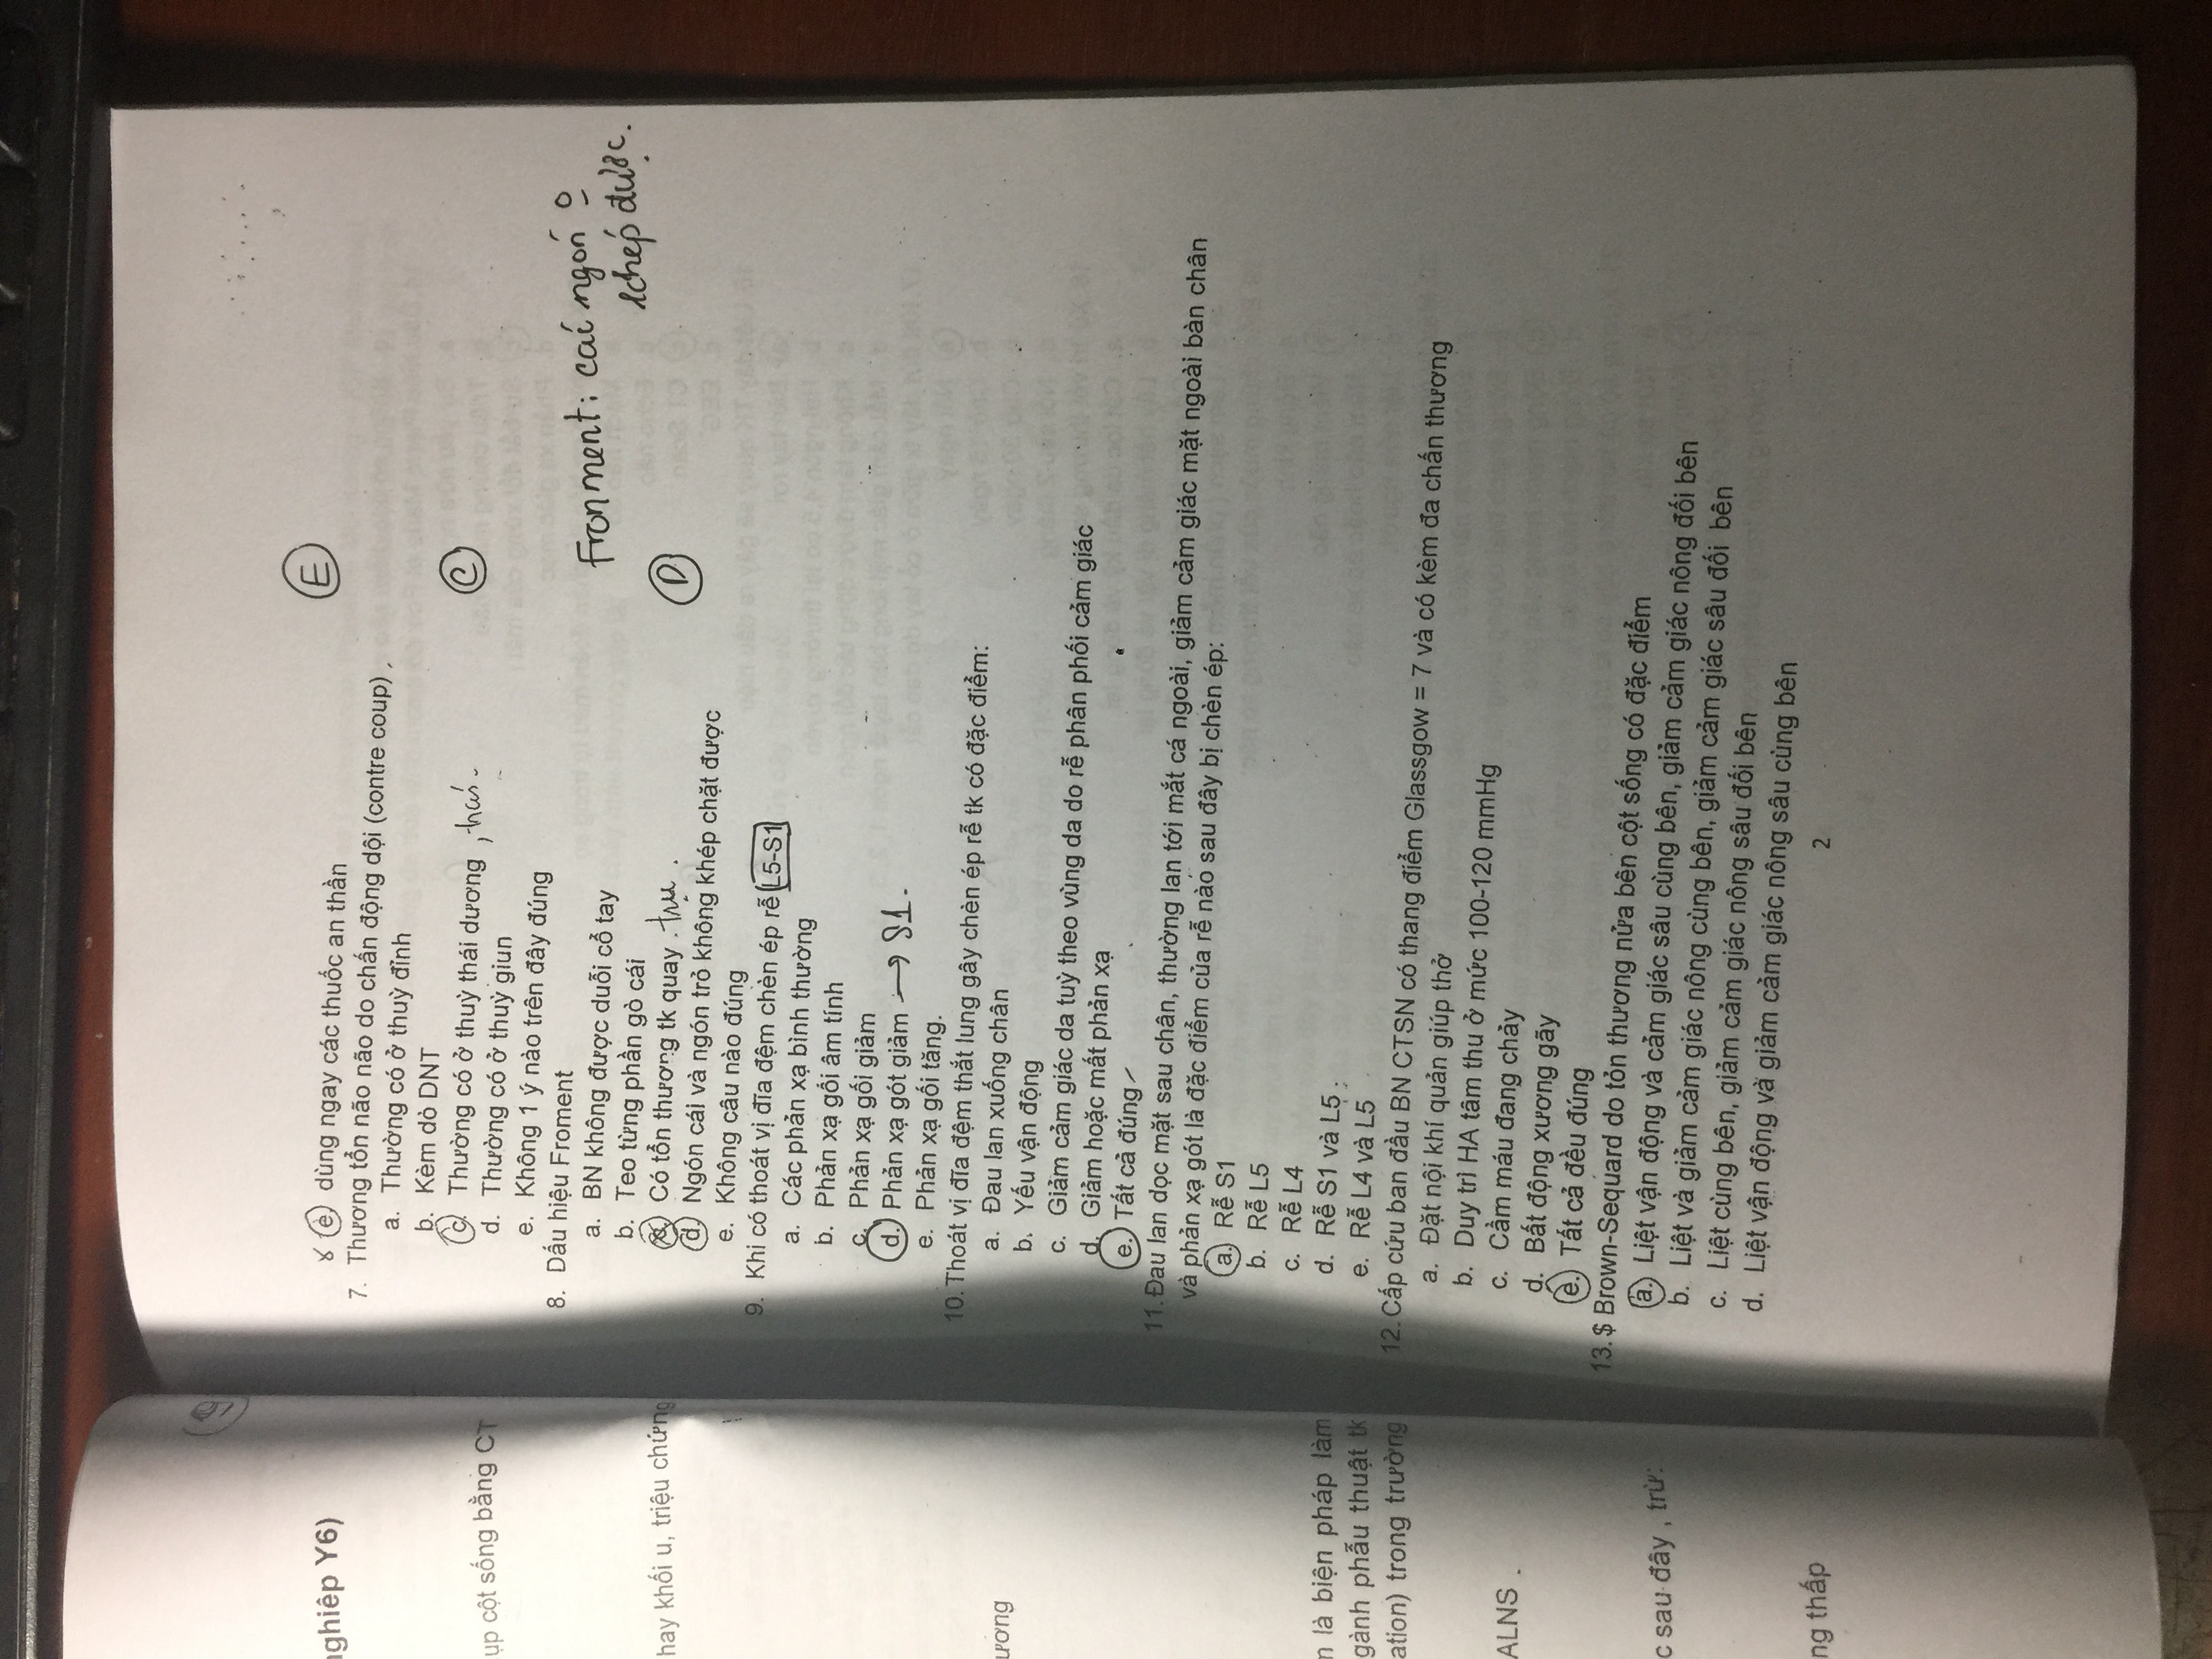 nghiêp Y6)
ụp cột sống bằng CT
hay khối u, triệu chứng
ương
m là biện pháp làm
gành phẫu thuật tk
ation) trong trường
ALNS .
c sau đây , trừ:
ng thấp
e. dùng ngay các thuốc an thần
E
7. Thương tổn não não do chấn động dội (contre coup) .
a. Thường có ở thuỳ đỉnh
b. Kèm dò DNT
c. Thường có ở thuỳ thái dương
C
d. Thường có ở thuỳ giun
e. Không 1 ý nào trên đây đúng
8. Dấu hiệu Froment
Fronment: cái ngón
khép được.
a. BN không được duỗi cổ tay
b. Teo từng phần gò cái
c. Có tổn thương tk quay . trụ .
D
d. Ngón cái và ngón trỏ không khép chặt được
e. Không câu nào đúng
9. Khi có thoát vị đĩa đệm chèn ép rễ L5-S1
a. Các phản xạ bình thường
b. Phản xạ gối âm tính
c. Phản xạ gối giảm
d. Phản xạ gót giảm → S1.
e. Phản xạ gối tăng.
10. Thoát vị đĩa đệm thắt lung gây chèn ép rễ tk có đặc điểm:
a. Đau lan xuống chân
b. Yếu vận động
c. Giảm cảm giác da tuỳ theo vùng da do rễ phân phối cảm giác
d. Giảm hoặc mất phản xạ
e. Tất cả đúng
11. Đau lan dọc mặt sau chân, thường lan tới mắt cá ngoài, giảm cảm giác mặt ngoài bàn chân
và phản xạ gót là đặc điểm của rễ nào sau đây bị chèn ép:
a. Rễ S1
b. Rễ L5
c. Rễ L4
d. Rễ S1 và L5
e. Rễ L4 và L5
12. Cấp cứu ban đầu BN CTSN có thang điểm Glassgow = 7 và có kèm đa chấn thương
a. Đặt nội khí quản giúp thở
b. Duy trì HA tâm thu ở mức 100-120 mmHg
c. Cầm máu đang chảy
d. Bất động xương gãy
e. Tất cả đều đúng
13. $ Brown-Sequard do tỏn thương nửa bên cột sống có đặc điểm
a. Liệt vận động và cảm giác sâu cùng bên, giảm cảm giác nông đối bên
b. Liệt và giảm cảm giác nông cùng bên, giảm cảm giác sâu đối bên
c. Liệt cùng bên, giảm cảm giác nông sâu đối bên
d. Liệt vận động và giảm cảm giác nông sâu cùng bên
2